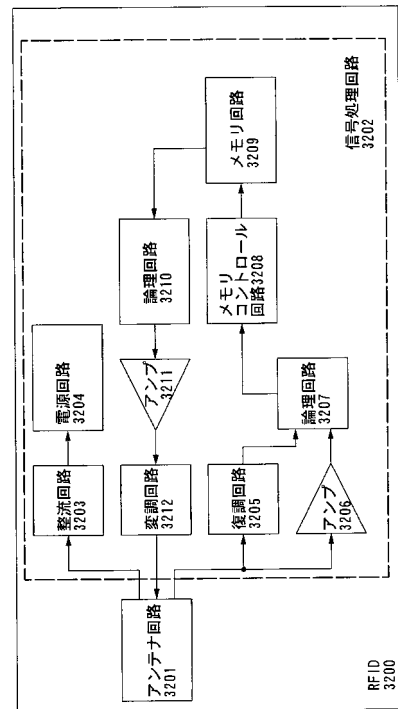 RFID
3200
アンテナ回路
3201
整流回路
3203
電源回路
3204
変調回路
3212
アンプ
3211
論理回路
3210
復調回路
3205
アンプ
3206
論理回路
3207
メモリ
コントロール
回路3208
メモリ回路
3209
信号処理回路
3202